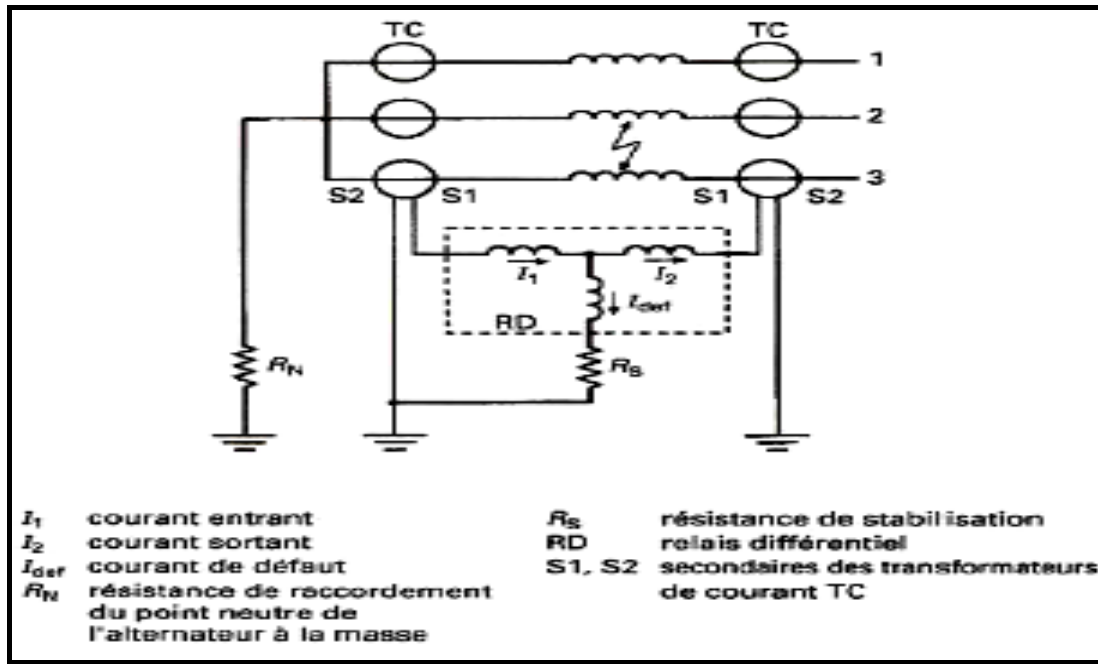 TC TC
1
2
3
S2 S1 S1 S2
I1 I2
Idef
RD
RN RS
I1 courant entrant
I2 courant sortant
Idef courant de défaut
RN résistance de raccordement
du point neutre de
l'alternateur à la masse
RS résistance de stabilisation
RD relais différentiel
S1, S2 secondaires des transformateurs
de courant TC